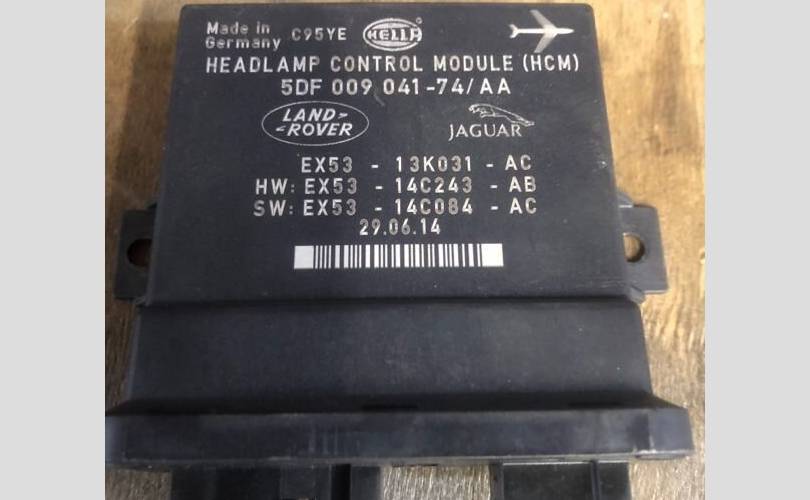 Made in
Germany C95YE HELLA
HEADLAMP CONTROL MODULE (HCM)
5DF 009 041-74/AA
LAND-
-ROVER JAGUAR
EX53 - 13K031 - AC
HW: EX53 - 14C243 - AB
SW: EX53 - 14C084 - AC
29.06.14